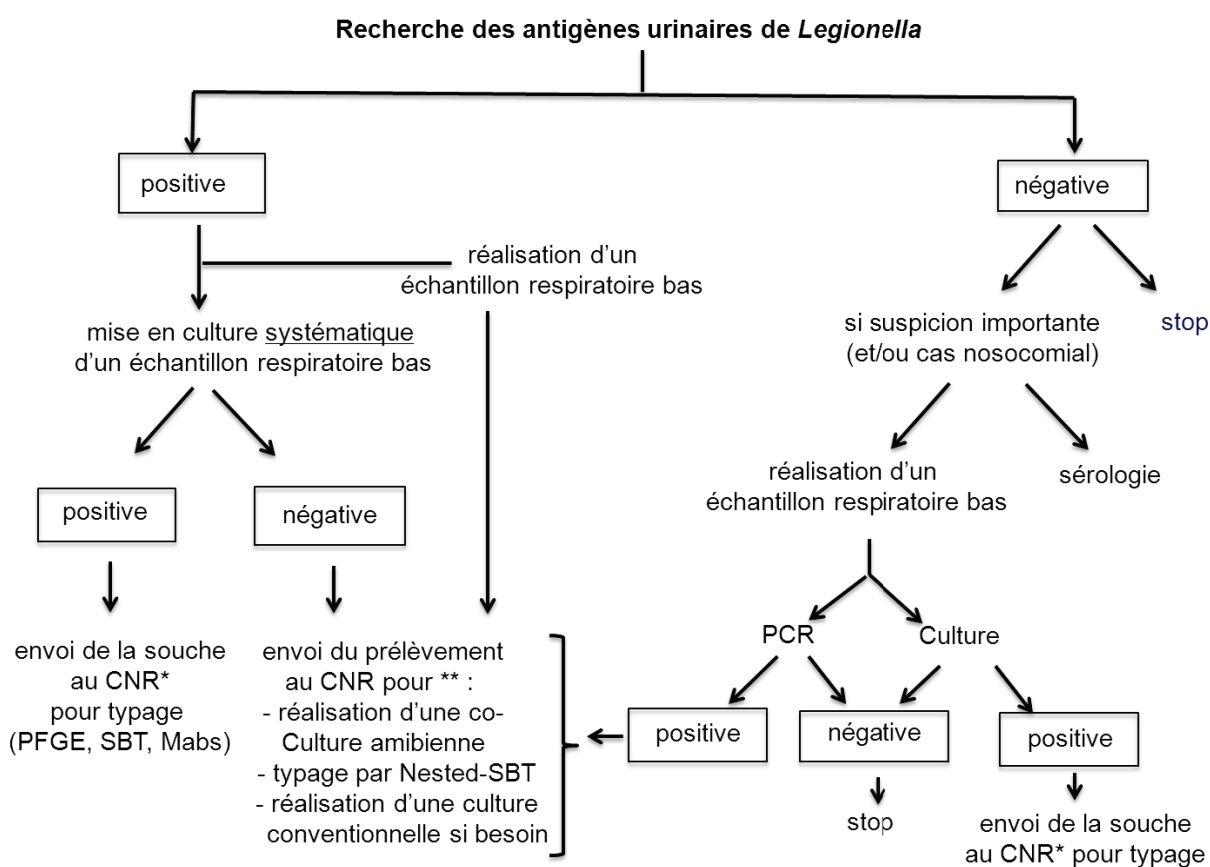 Recherche des antigènes urinaires de Legionella
positive
négative
réalisation d'un
échantillon respiratoire bas
mise en culture systématique
d'un échantillon respiratoire bas
si suspicion importante
(et/ou cas nosocomial)
stop
positive
négative
réalisation d'un
échantillon respiratoire bas
sérologie
envoi de la souche
au CNR*
pour typage
(PFGE, SBT, Mabs)
envoi du prélèvement
au CNR pour ** :
- réalisation d'une co-
Culture amibienne
- typage par Nested-SBT
- réalisation d'une culture
conventionnelle si besoin
PCR
Culture
positive
négative
positive
stop
envoi de la souche
au CNR* pour typage